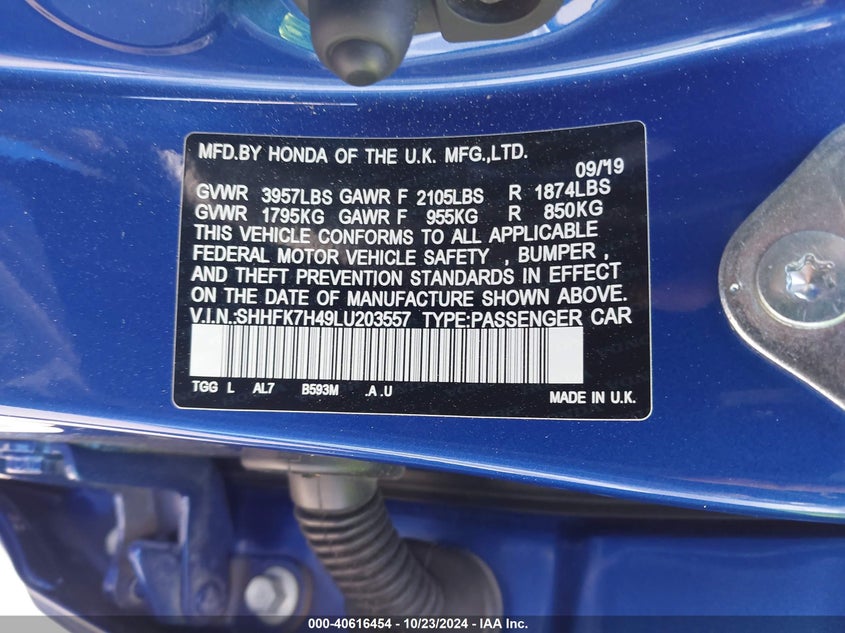 MFD.BY HONDA OF THE U.K. MFG.,LTD.
09/19
GVWR 3957LBS GAWR F 2105LBS R 1874LBS
GVWR 1795KG GAWR F 955KG R 850KG
THIS VEHICLE CONFORMS TO ALL APPLICABLE
FEDERAL MOTOR VEHICLE SAFETY , BUMPER ,
AND THEFT PREVENTION STANDARDS IN EFFECT
ON THE DATE OF MANUFACTURE SHOWN ABOVE.
V.I.N.:SHHFK7H49LU203557 TYPE:PASSENGER CAR
TGG L AL7 B593M .A .U
MADE IN U.K.
000-40616454 / 10/23/2024 - IAA Inc.